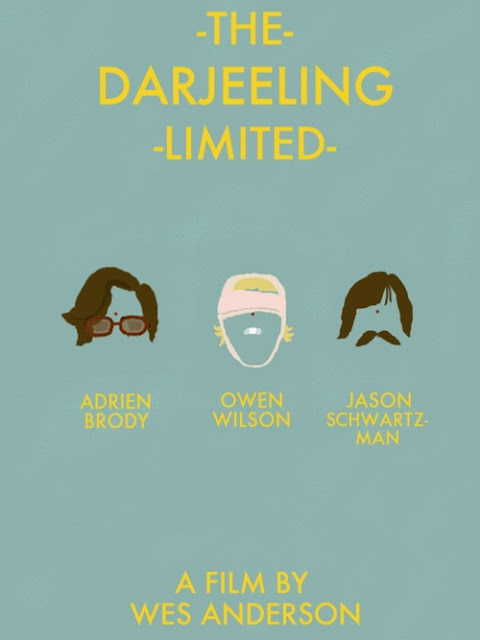 -THE-
DARJEELING
-LIMITED-
ADRIEN
BRODY
OWEN
WILSON
JASON
SCHWARTZ-
MAN
A FILM BY
WES ANDERSON